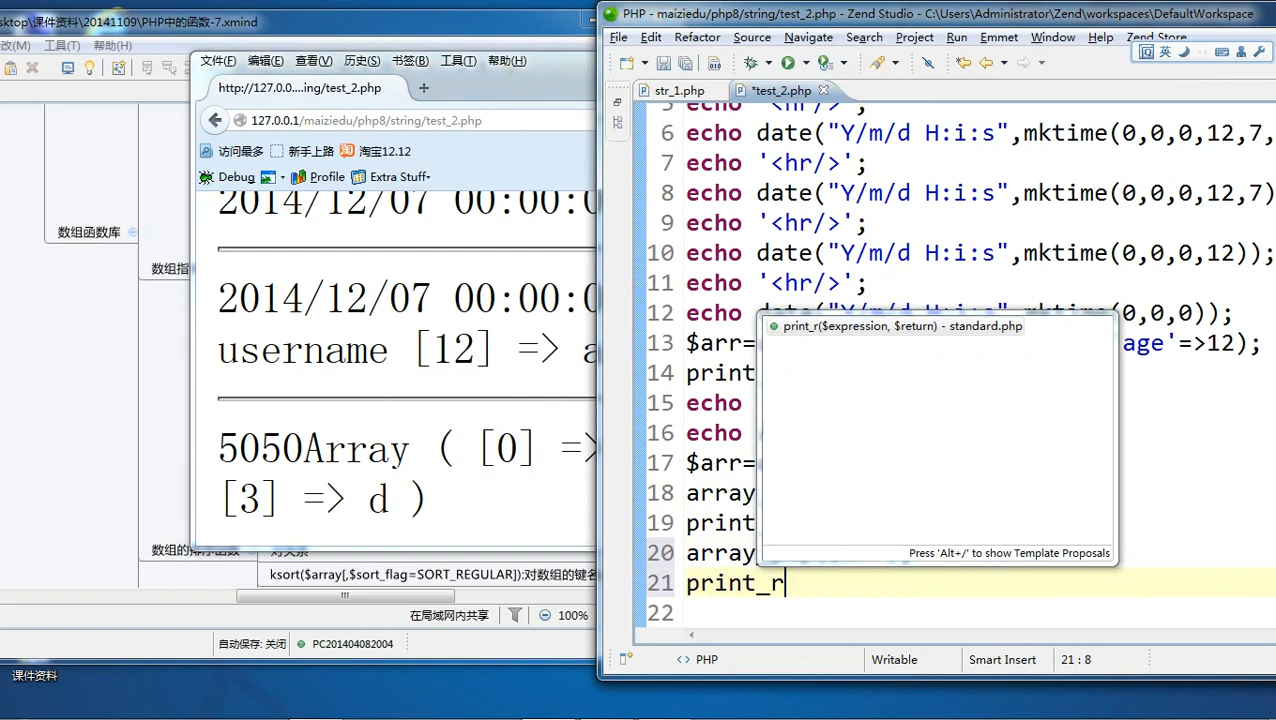 sktop\课件资料\20141109\PHP中的函数-7.xmind
改(M) 工具(T) 帮助(H)
数组函数库
数组指
数组的排序函数
对关系
ksort($array[,$sort_flag=SORT_REGULAR]):对数组的键名
在局域网内共享
100%
自动保存: 关闭
PC201404082004
课件资料
文件(F) 编辑(E) 查看(V) 历史(S) 书签(B) 工具(T) 帮助(H)
http://127.0.0....ing/test_2.php
127.0.0.1/maiziedu/php8/string/test_2.php
访问最多 新手上路 淘宝12.12
Debug Profile Extra Stuff
2014/12/07 00:00:0
2014/12/07 00:00:0
username [12] => a
5050Array ( [0] =>
[3] => d )
PHP - maiziedu/php8/string/test_2.php - Zend Studio - C:\Users\Administrator\Zend\workspaces\DefaultWorkspace
File Edit Refactor Source Navigate Search Project Run Emmet Window Help Zend Store
英
str_1.php *test_2.php
5 echo '<hr/>';
6 echo date("Y/m/d H:i:s",mktime(0,0,0,12,7,
7 echo '<hr/>';
8 echo date("Y/m/d H:i:s",mktime(0,0,0,12,7)
9 echo '<hr/>';
10 echo date("Y/m/d H:i:s",mktime(0,0,0,12));
11 echo '<hr/>';
12 echo date("Y/m/d H:i:s",mktime(0,0,0));
13 $arr= age'=>12);
14 print
15 echo
16 echo
17 $arr=
18 array
19 print
20 array
21 print_r
22
print_r($expression, $return) - standard.php
Press 'Alt+/' to show Template Proposals
PHP
Writable
Smart Insert
21 : 8